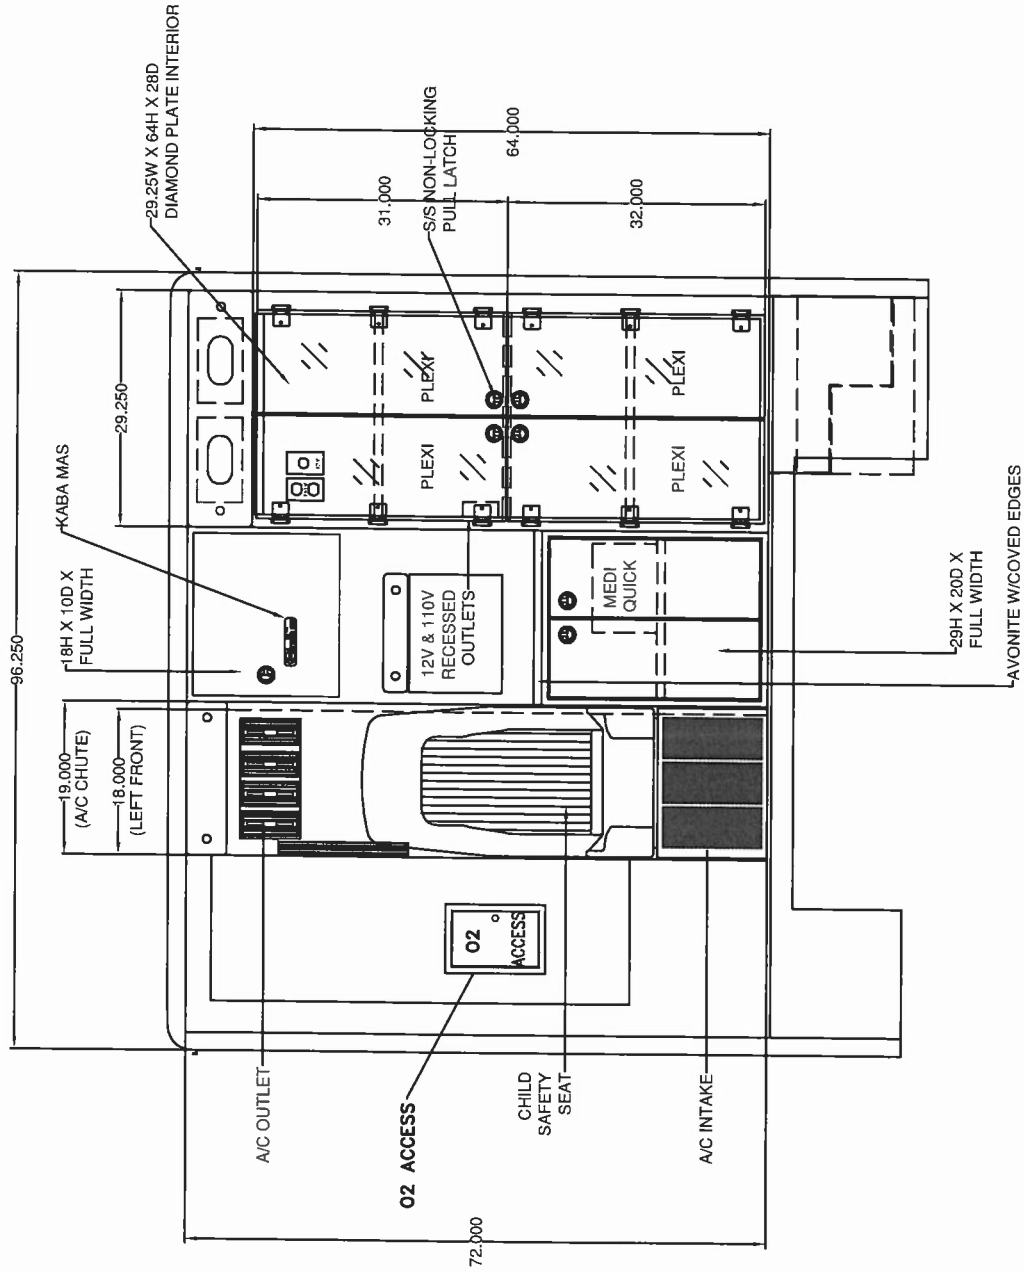 96.250
19.000
(A/C CHUTE)
18.000
(LEFT FRONT)
18H X 10D X
FULL WIDTH
KABA MAS
29.250
29.25W X 64H X 28D
DIAMOND PLATE INTERIOR
A/C OUTLET
O2 ACCESS
O2
ACCESS
CHILD
SAFETY
SEAT
A/C INTAKE
72.000
12V & 110V
RECESSED
OUTLETS
MEDI
QUICK
PLEXI
PLEXI
PLEXI
PLEXI
31.000
S/S NON-LOCKING
PULL LATCH
32.000
64.000
29H X 20D X
FULL WIDTH
AVONITE W/COVED EDGES